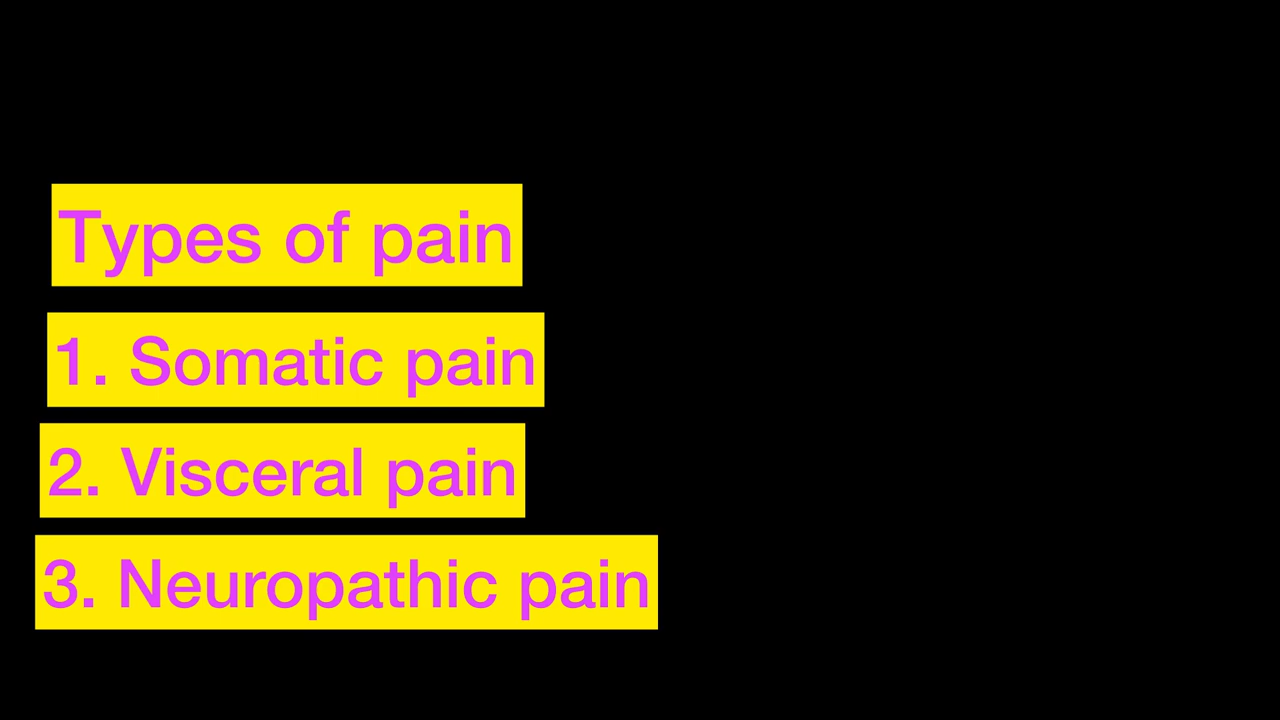 Types of pain
1. Somatic pain
2. Visceral pain
3. Neuropathic pain